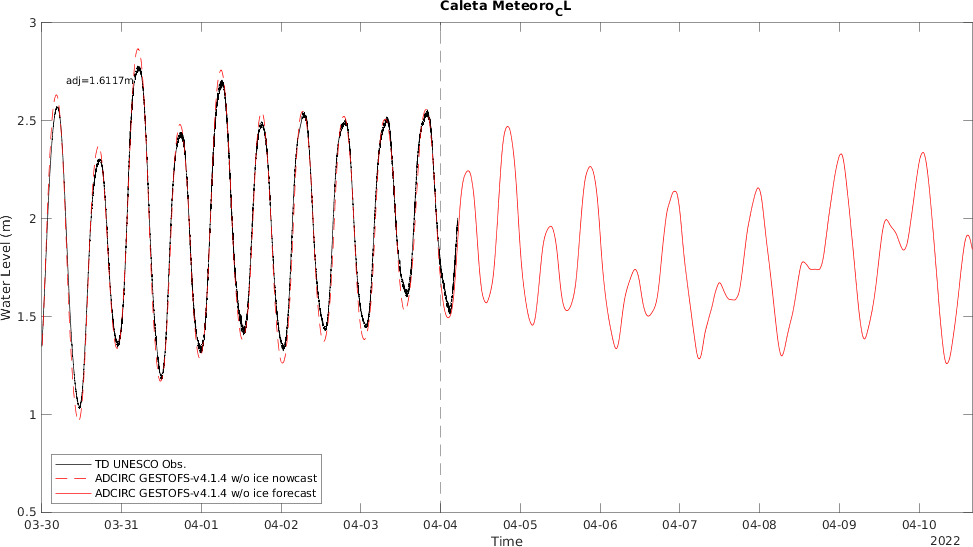 Caleta Meteoro_CL
3
adj=1.6117m
2.5
2
1.5
1
0.5
Water Level (m)
TD UNESCO Obs.
ADCIRC GESTOFS-v4.1.4 w/o ice nowcast
ADCIRC GESTOFS-v4.1.4 w/o ice forecast
03-30 03-31 04-01 04-02 04-03 04-04 04-05 04-06 04-07 04-08 04-09 04-10
Time
2022